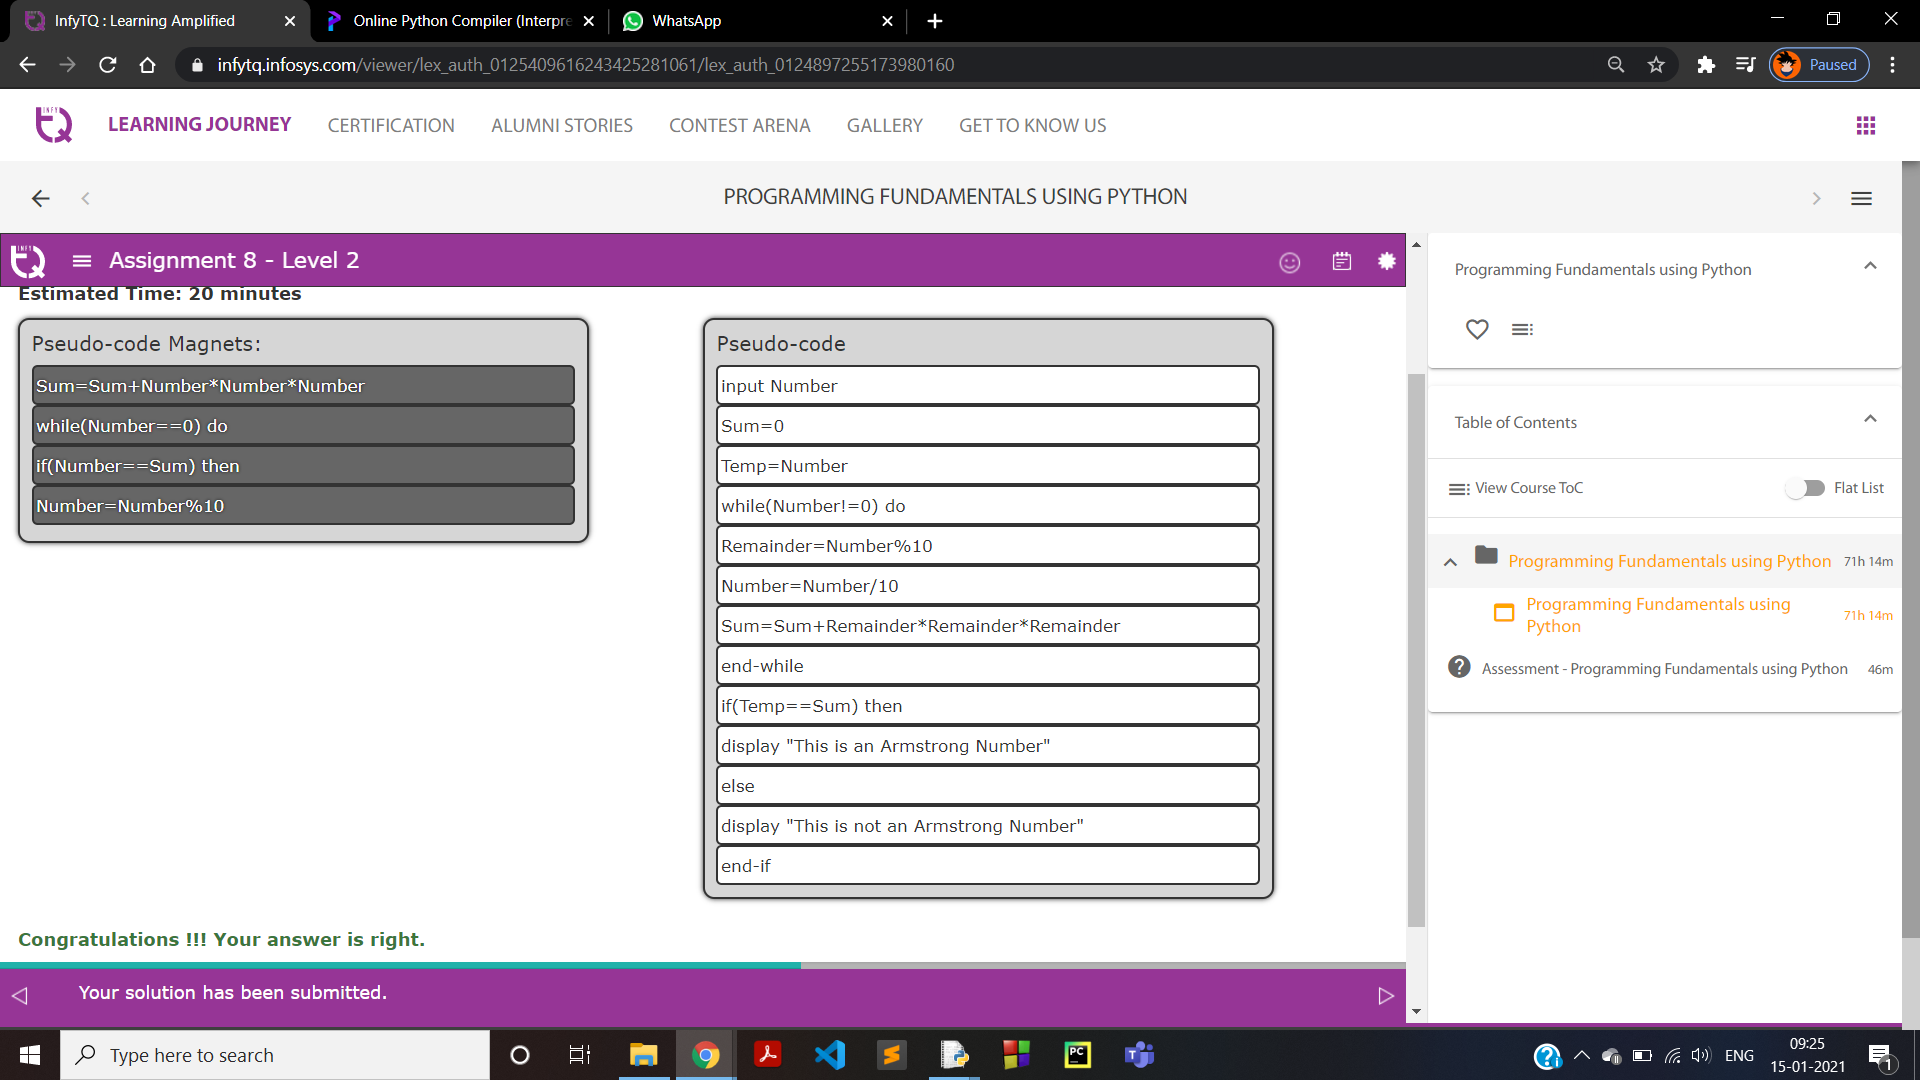 InfyTQ : Learning Amplified
Online Python Compiler (Interpre
WhatsApp
infytq.infosys.com/viewer/lex_auth_0125409616243425281061/lex_auth_0124897255173980160
Paused
INFY TQ
LEARNING JOURNEY
CERTIFICATION
ALUMNI STORIES
CONTEST ARENA
GALLERY
GET TO KNOW US
PROGRAMMING FUNDAMENTALS USING PYTHON
INFY TQ
Assignment 8 - Level 2
Estimated Time: 20 minutes
Pseudo-code Magnets:
Sum=Sum+Number*Number*Number
while(Number==0) do
if(Number==Sum) then
Number=Number%10
Pseudo-code
input Number
Sum=0
Temp=Number
while(Number!=0) do
Remainder=Number%10
Number=Number/10
Sum=Sum+Remainder*Remainder*Remainder
end-while
if(Temp==Sum) then
display "This is an Armstrong Number"
else
display "This is not an Armstrong Number"
end-if
Congratulations !!! Your answer is right.
Your solution has been submitted.
Programming Fundamentals using Python
Table of Contents
View Course ToC
Flat List
Programming Fundamentals using Python 71h 14m
Programming Fundamentals using
Python
71h 14m
Assessment - Programming Fundamentals using Python 46m
Type here to search
PC
ENG
09:25
15-01-2021
1